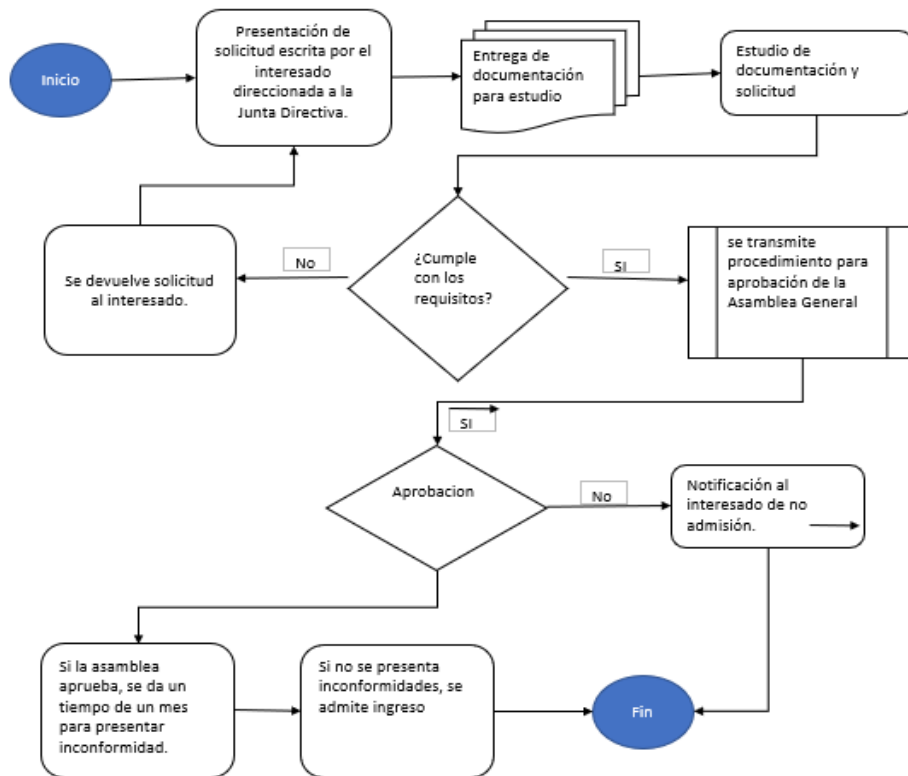 Inicio
Presentación de
solicitud escrita por el
interesado
direccionada a la
Junta Directiva.
Entrega de
documentación
para estudio
Estudio de
documentación y
solicitud
Se devuelve solicitud
al interesado.
No
¿Cumple
con los
requisitos?
SI
se transmite
procedimiento para
aprobación de la
Asamblea General
SI
Aprobacion
No
Notificación al
interesado de no
admisión.
Si la asamblea
aprueba, se da un
tiempo de un mes
para presentar
inconformidad.
Si no se presenta
inconformidades, se
admite ingreso
Fin